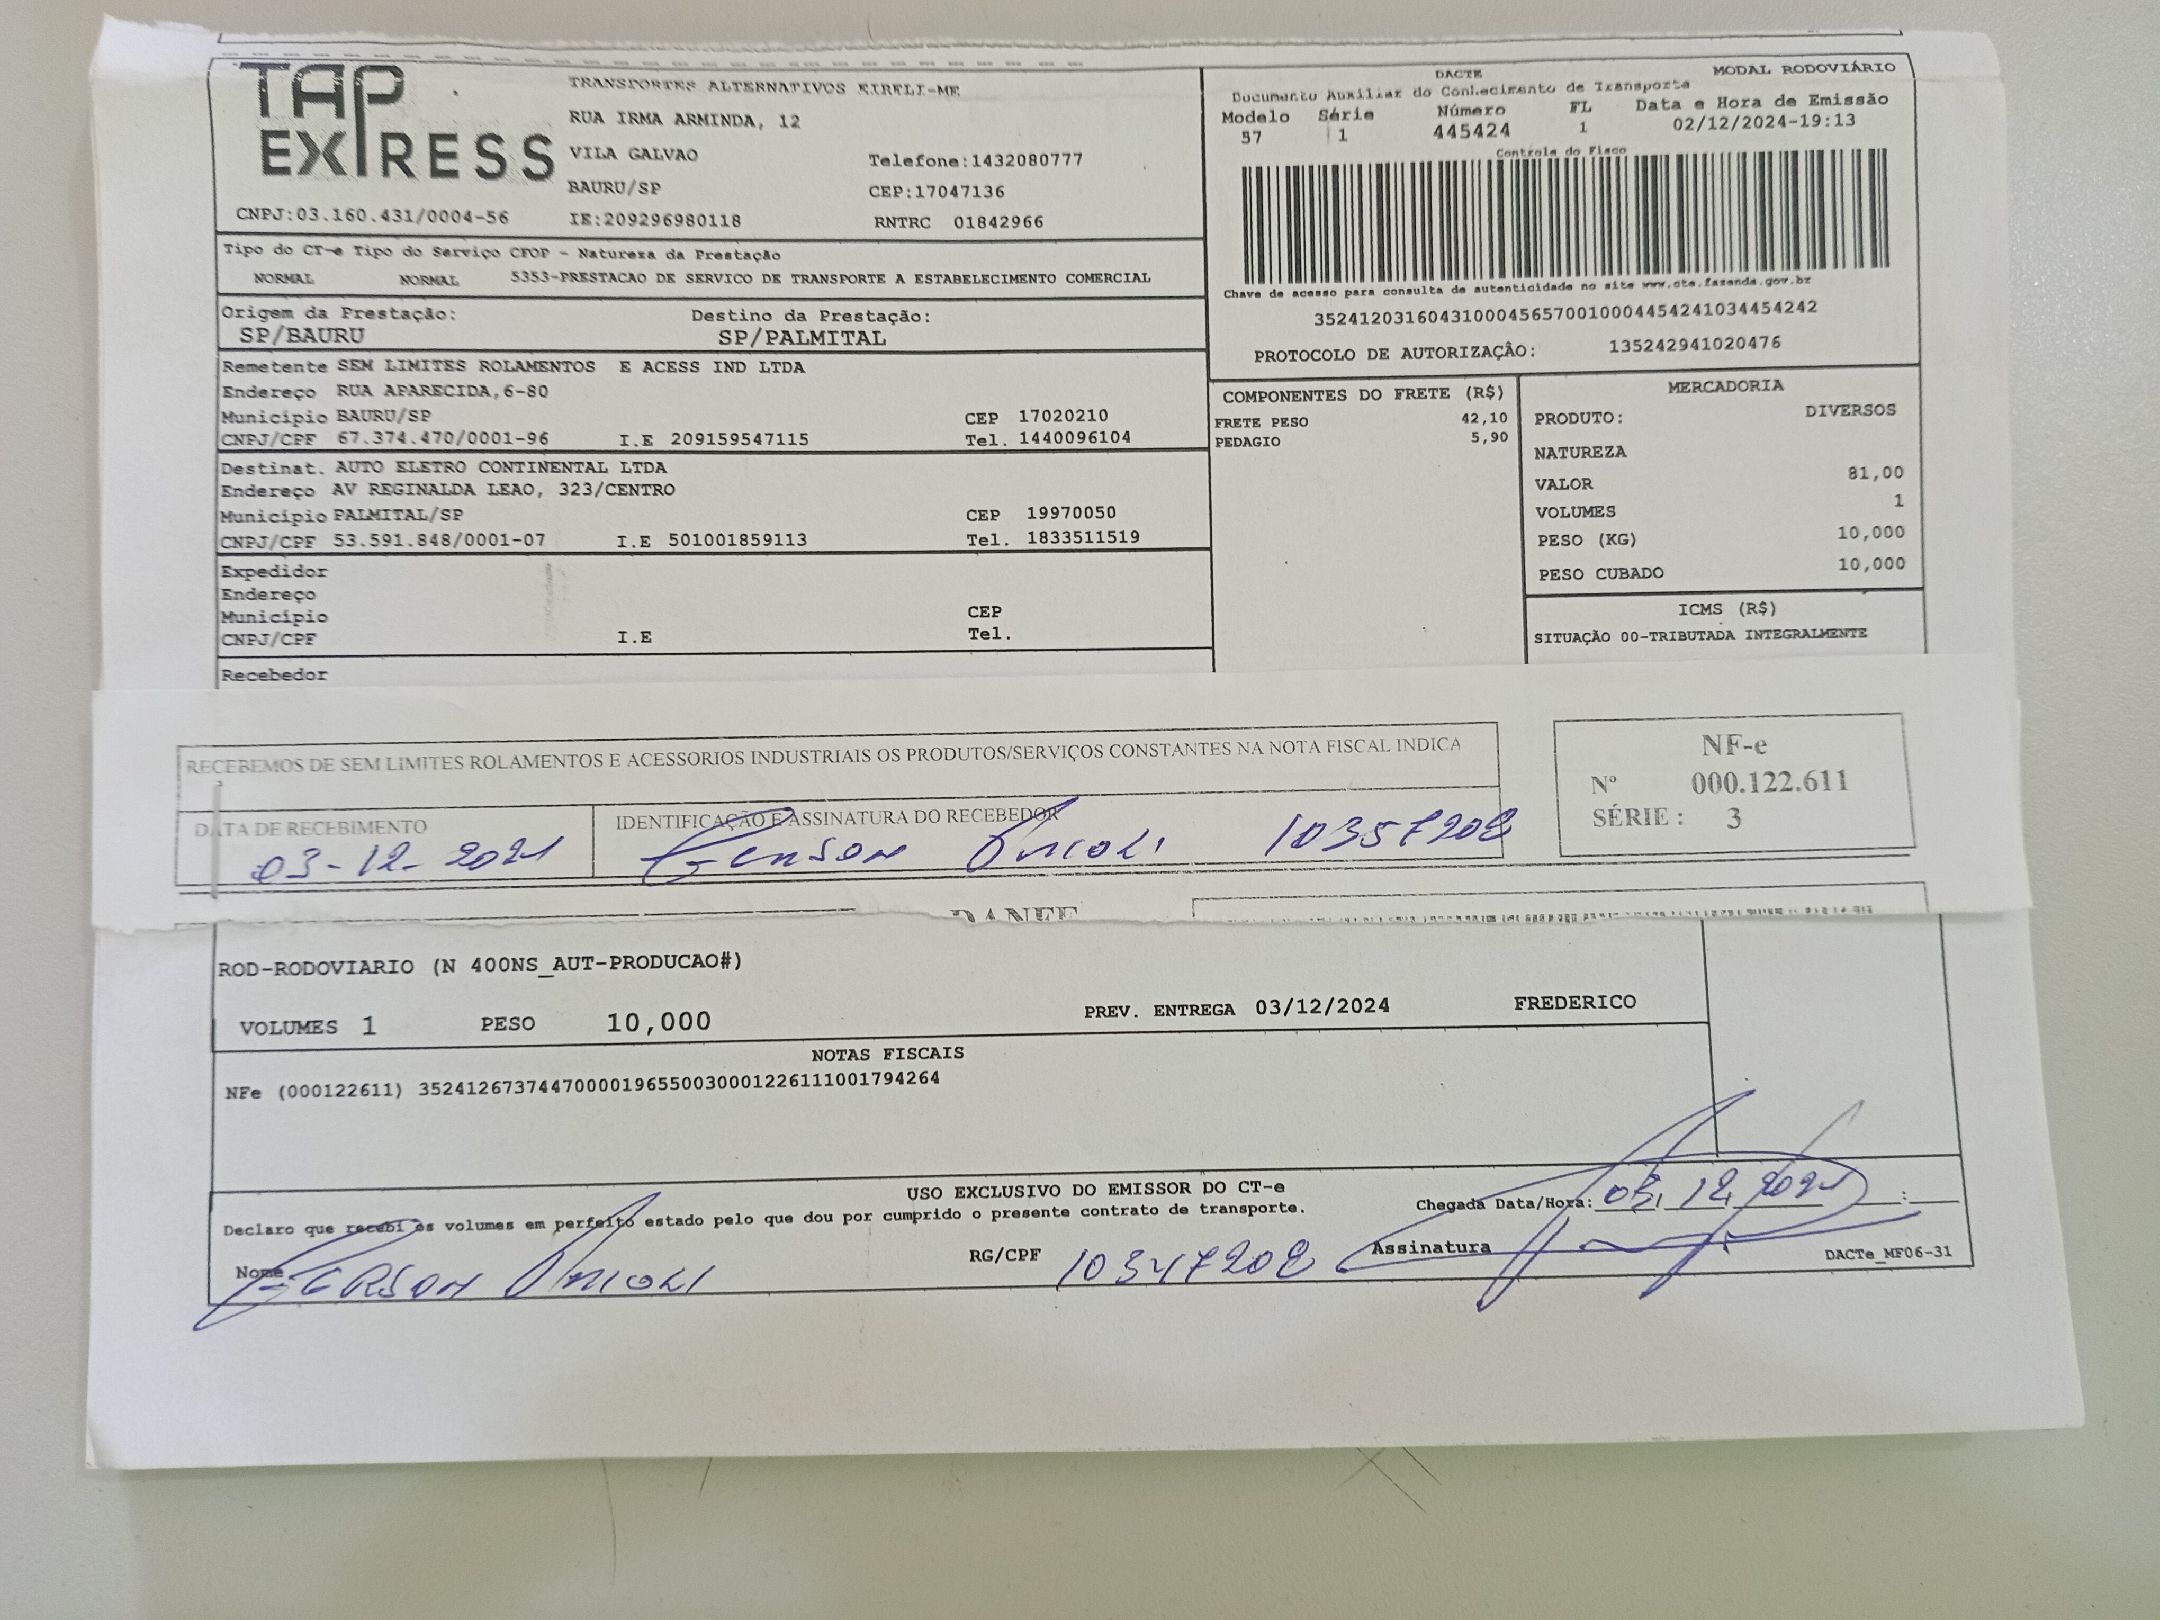 TAP EXPRESS
TRANSPORTES ALTERNATIVOS EIRELI-ME
RUA IRMA ARMINDA, 12
VILA GALVAO Telefone:1432080777
BAURU/SP CEP:17047136
CNPJ:03.160.431/0004-56 IE:209296980118 RNTRC 01842966
DACTE MODAL RODOVIÁRIO
Documento Auxiliar do Conhecimento de Transporte
Modelo Série Número FL Data e Hora de Emissão
57 1 445424 1 02/12/2024-19:13
Controle do Fisco
Chave de acesso para consulta de autenticidade no site www.cte.fazenda.gov.br
35241203160431000456570010004454241034454242
PROTOCOLO DE AUTORIZAÇÃO: 135242941020476
Tipo do CT-e Tipo do Serviço CFOP - Natureza da Prestação
NORMAL NORMAL 5353-PRESTACAO DE SERVICO DE TRANSPORTE A ESTABELECIMENTO COMERCIAL
Origem da Prestação: Destino da Prestação:
SP/BAURU SP/PALMITAL
Remetente SEM LIMITES ROLAMENTOS E ACESS IND LTDA
Endereço RUA APARECIDA,6-80
Município BAURU/SP CEP 17020210
CNPJ/CPF 67.374.470/0001-96 I.E 209159547115 Tel. 1440096104
Destinat. AUTO ELETRO CONTINENTAL LTDA
Endereço AV REGINALDA LEAO, 323/CENTRO
Município PALMITAL/SP CEP 19970050
CNPJ/CPF 53.591.848/0001-07 I.E 501001859113 Tel. 1833511519
Expedidor
Endereço
Município CEP
CNPJ/CPF I.E Tel.
Recebedor
COMPONENTES DO FRETE (R$)
FRETE PESO 42,10
PEDAGIO 5,90
MERCADORIA
PRODUTO: DIVERSOS
NATUREZA
VALOR 81,00
VOLUMES 1
PESO (KG) 10,000
PESO CUBADO 10,000
ICMS (R$)
SITUAÇÃO 00-TRIBUTADA INTEGRALMENTE
RECEBEMOS DE SEM LIMITES ROLAMENTOS E ACESSORIOS INDUSTRIAIS OS PRODUTOS/SERVIÇOS CONSTANTES NA NOTA FISCAL INDICA
DATA DE RECEBIMENTO IDENTIFICAÇÃO E ASSINATURA DO RECEBEDOR
03-12-2024 10357202
NF-e
Nº 000.122.611
SÉRIE : 3
DANFE
ROD-RODOVIARIO (N 400NS_AUT-PRODUCAO#)
VOLUMES 1 PESO 10,000 PREV. ENTREGA 03/12/2024 FREDERICO
NOTAS FISCAIS
NFe (000122611) 35241267374470000196550030001226111001794264
USO EXCLUSIVO DO EMISSOR DO CT-e
Declaro que recebi os volumes em perfeito estado pelo que dou por cumprido o presente contrato de transporte.
Chegada Data/Hora: 03, 12, 2024 :
Nome GERSON RG/CPF 10347202 Assinatura
DACTe_MF06-31